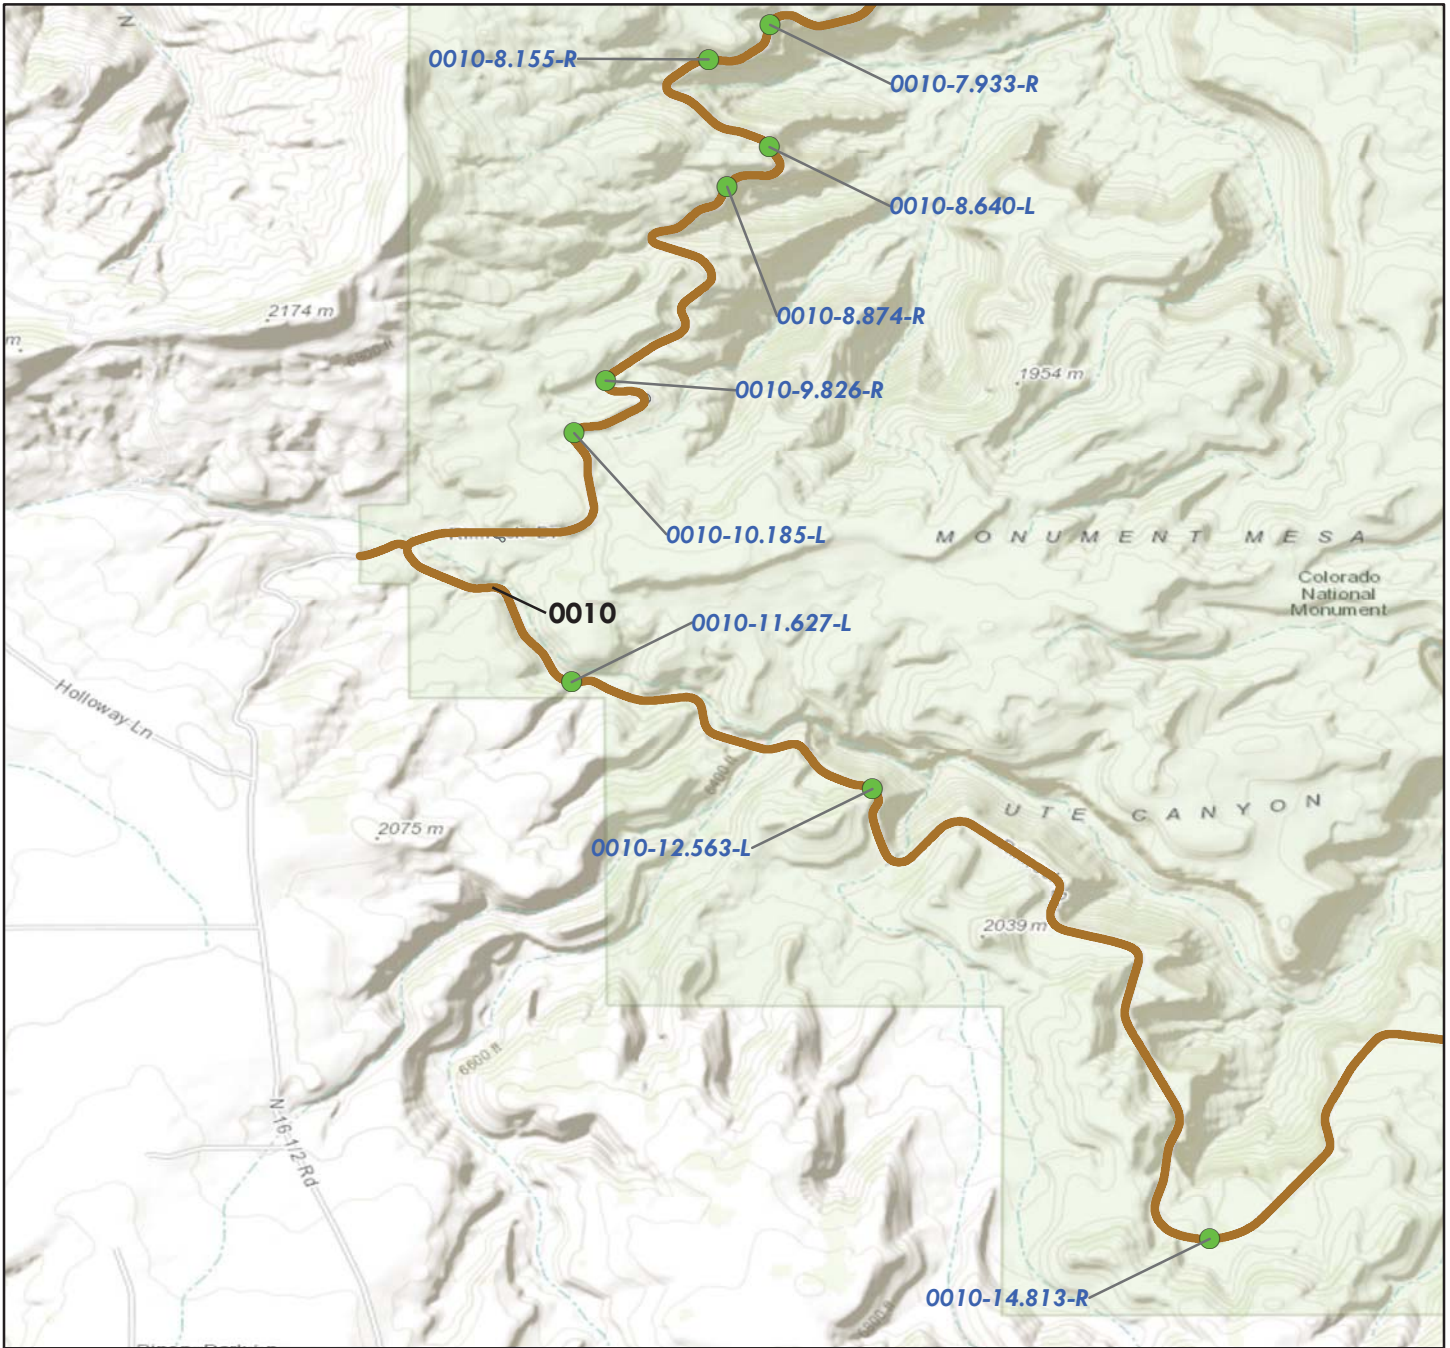 Z
0010-8.155-R
0010-7.933-R
0010-8.640-L
2174 m
0010-8.874-R
m
1954 m
0010-9.826-R
0010-10.185-L
MONUMENT MESA
Colorado
National
Monument
0010
0010-11.627-L
Holloway Ln
6400 ft
UTE CANYON
2075 m
0010-12.563-L
2039 m
6600 ft
N 16 1/2 Rd
0010-14.813-R